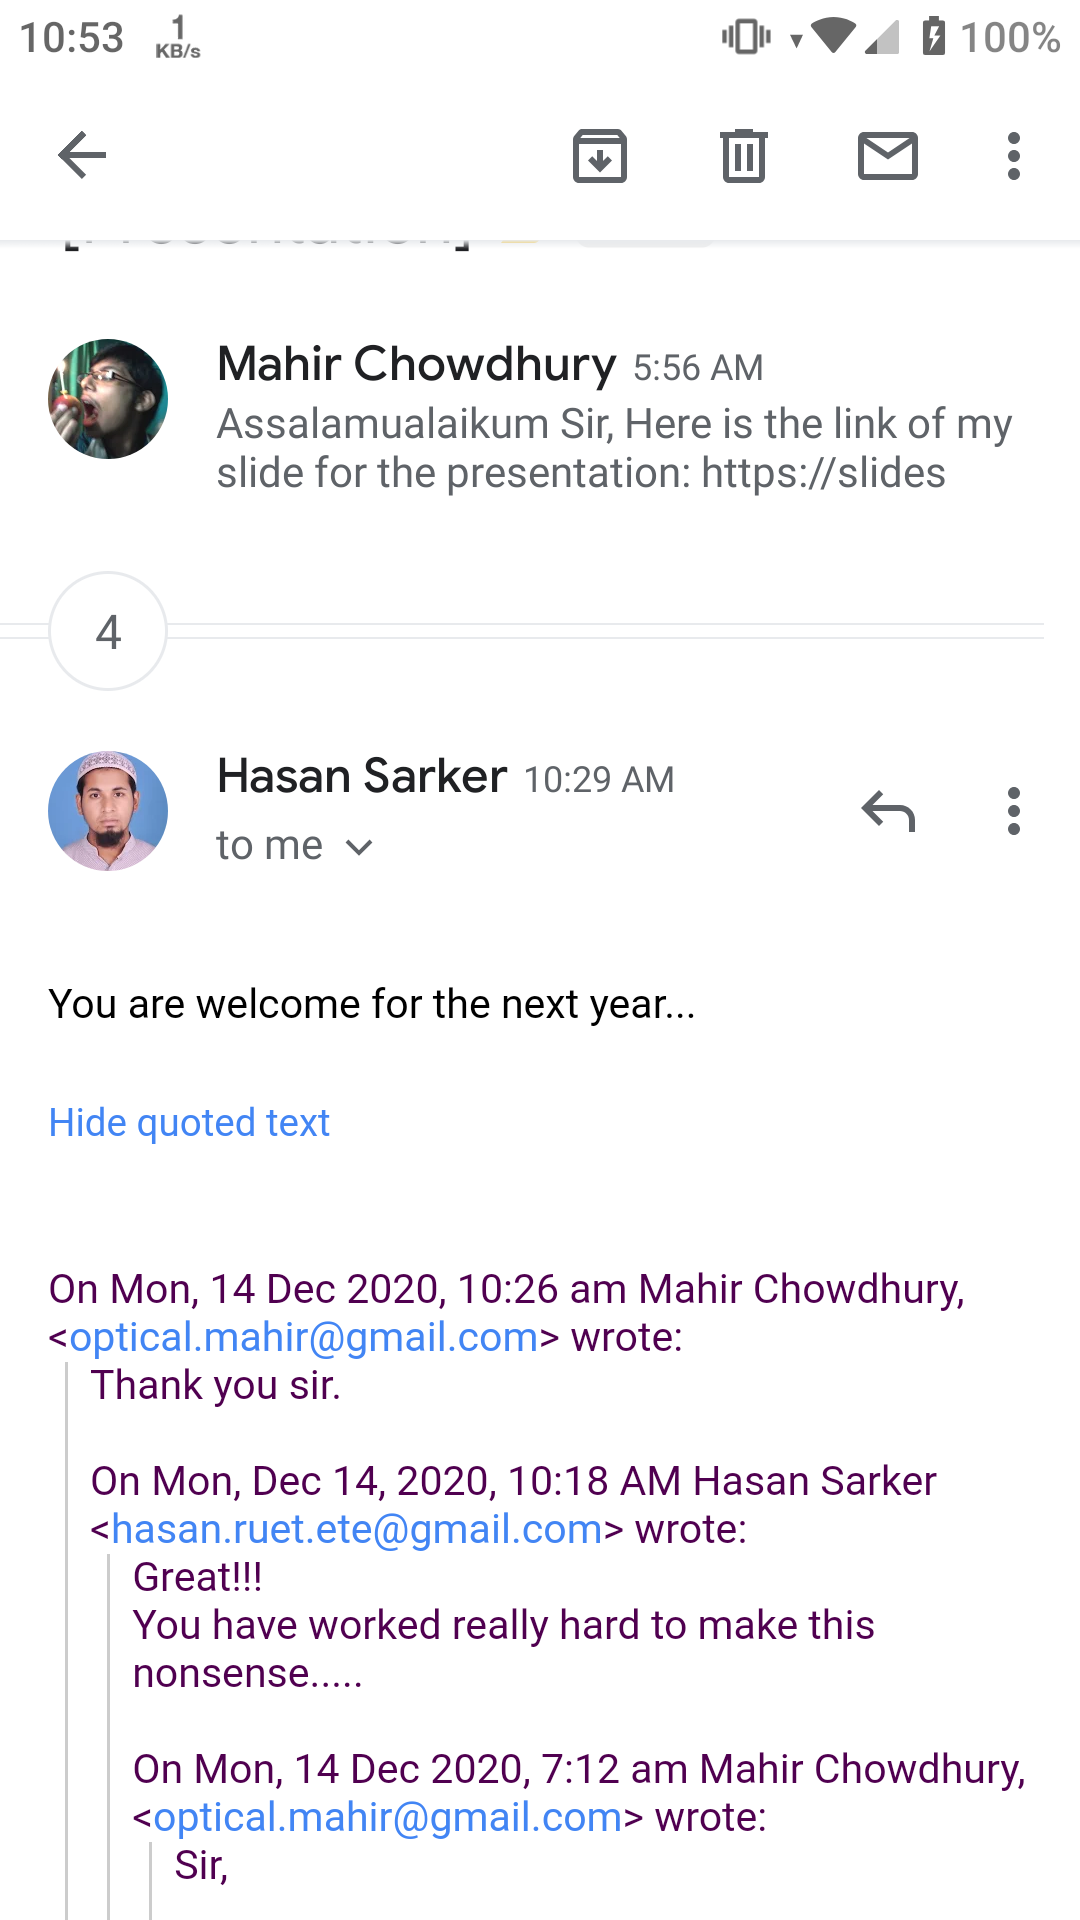 10:53 1 KB/s 100%
[Presentation]
Mahir Chowdhury 5:56 AM
Assalamualaikum Sir, Here is the link of my
slide for the presentation: https://slides
4
Hasan Sarker 10:29 AM
to me
You are welcome for the next year...
Hide quoted text
On Mon, 14 Dec 2020, 10:26 am Mahir Chowdhury,
<optical.mahir@gmail.com> wrote:
Thank you sir.
On Mon, Dec 14, 2020, 10:18 AM Hasan Sarker
<hasan.ruet.ete@gmail.com> wrote:
Great!!!
You have worked really hard to make this
nonsense.....
On Mon, 14 Dec 2020, 7:12 am Mahir Chowdhury,
<optical.mahir@gmail.com> wrote:
Sir,